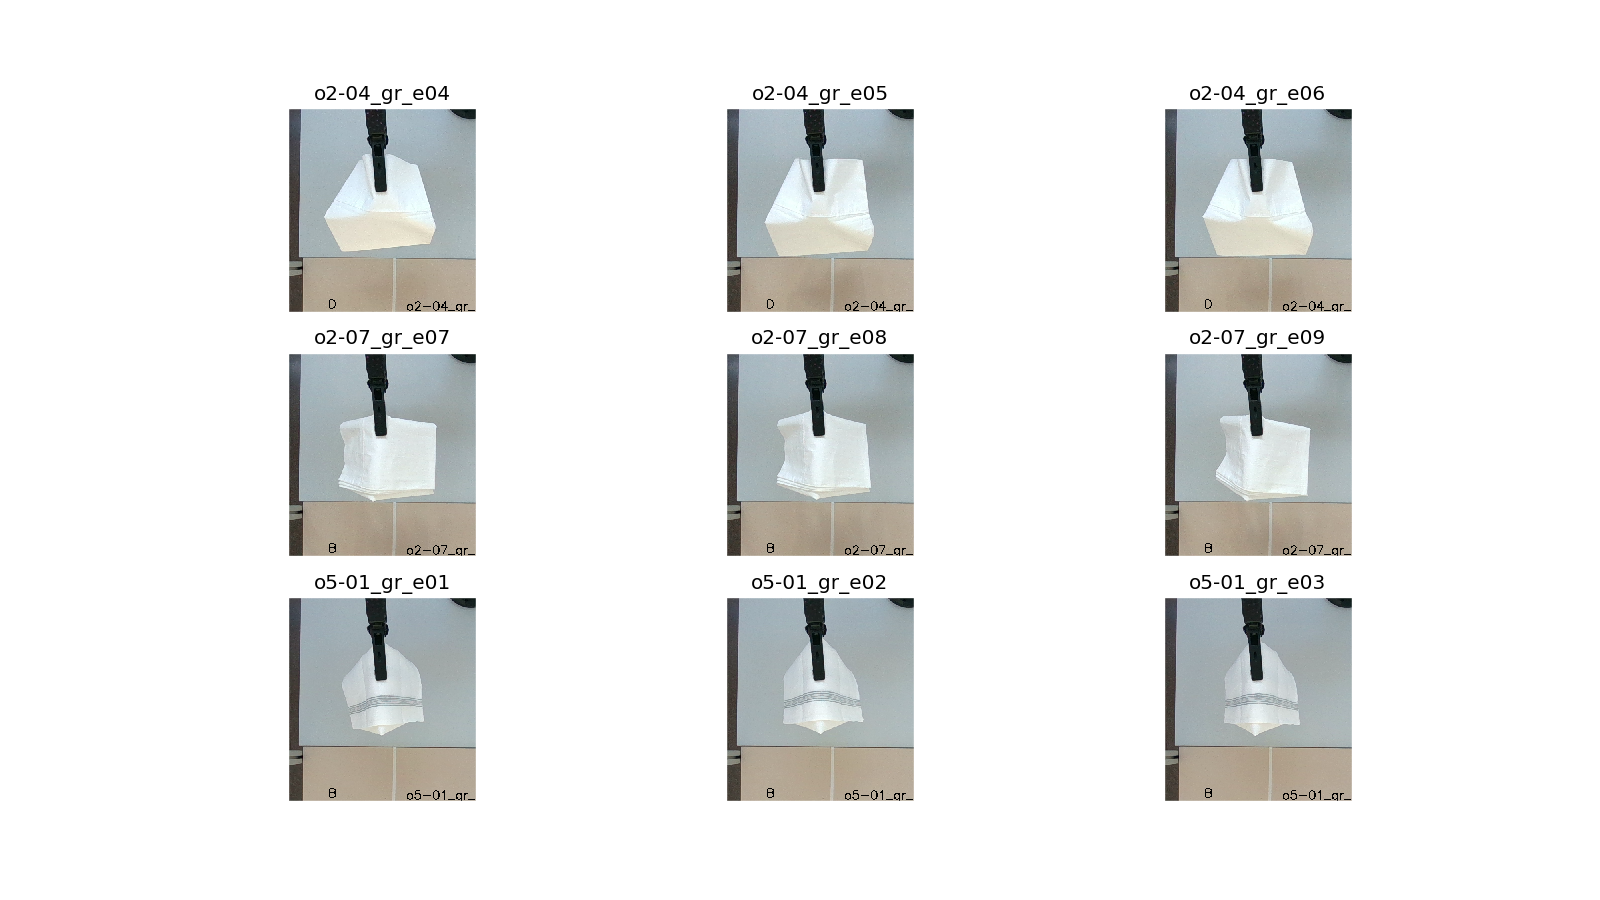 o2-04_gr_e04 o2-04_gr_e05 o2-04_gr_e06
D o2-04_gr_ D o2-04_gr_ D o2-04_gr_
o2-07_gr_e07 o2-07_gr_e08 o2-07_gr_e09
B o2-07_gr_ B o2-07_gr_ B o2-07_gr_
o5-01_gr_e01 o5-01_gr_e02 o5-01_gr_e03
B o5-01_gr_ B o5-01_gr_ B o5-01_gr_